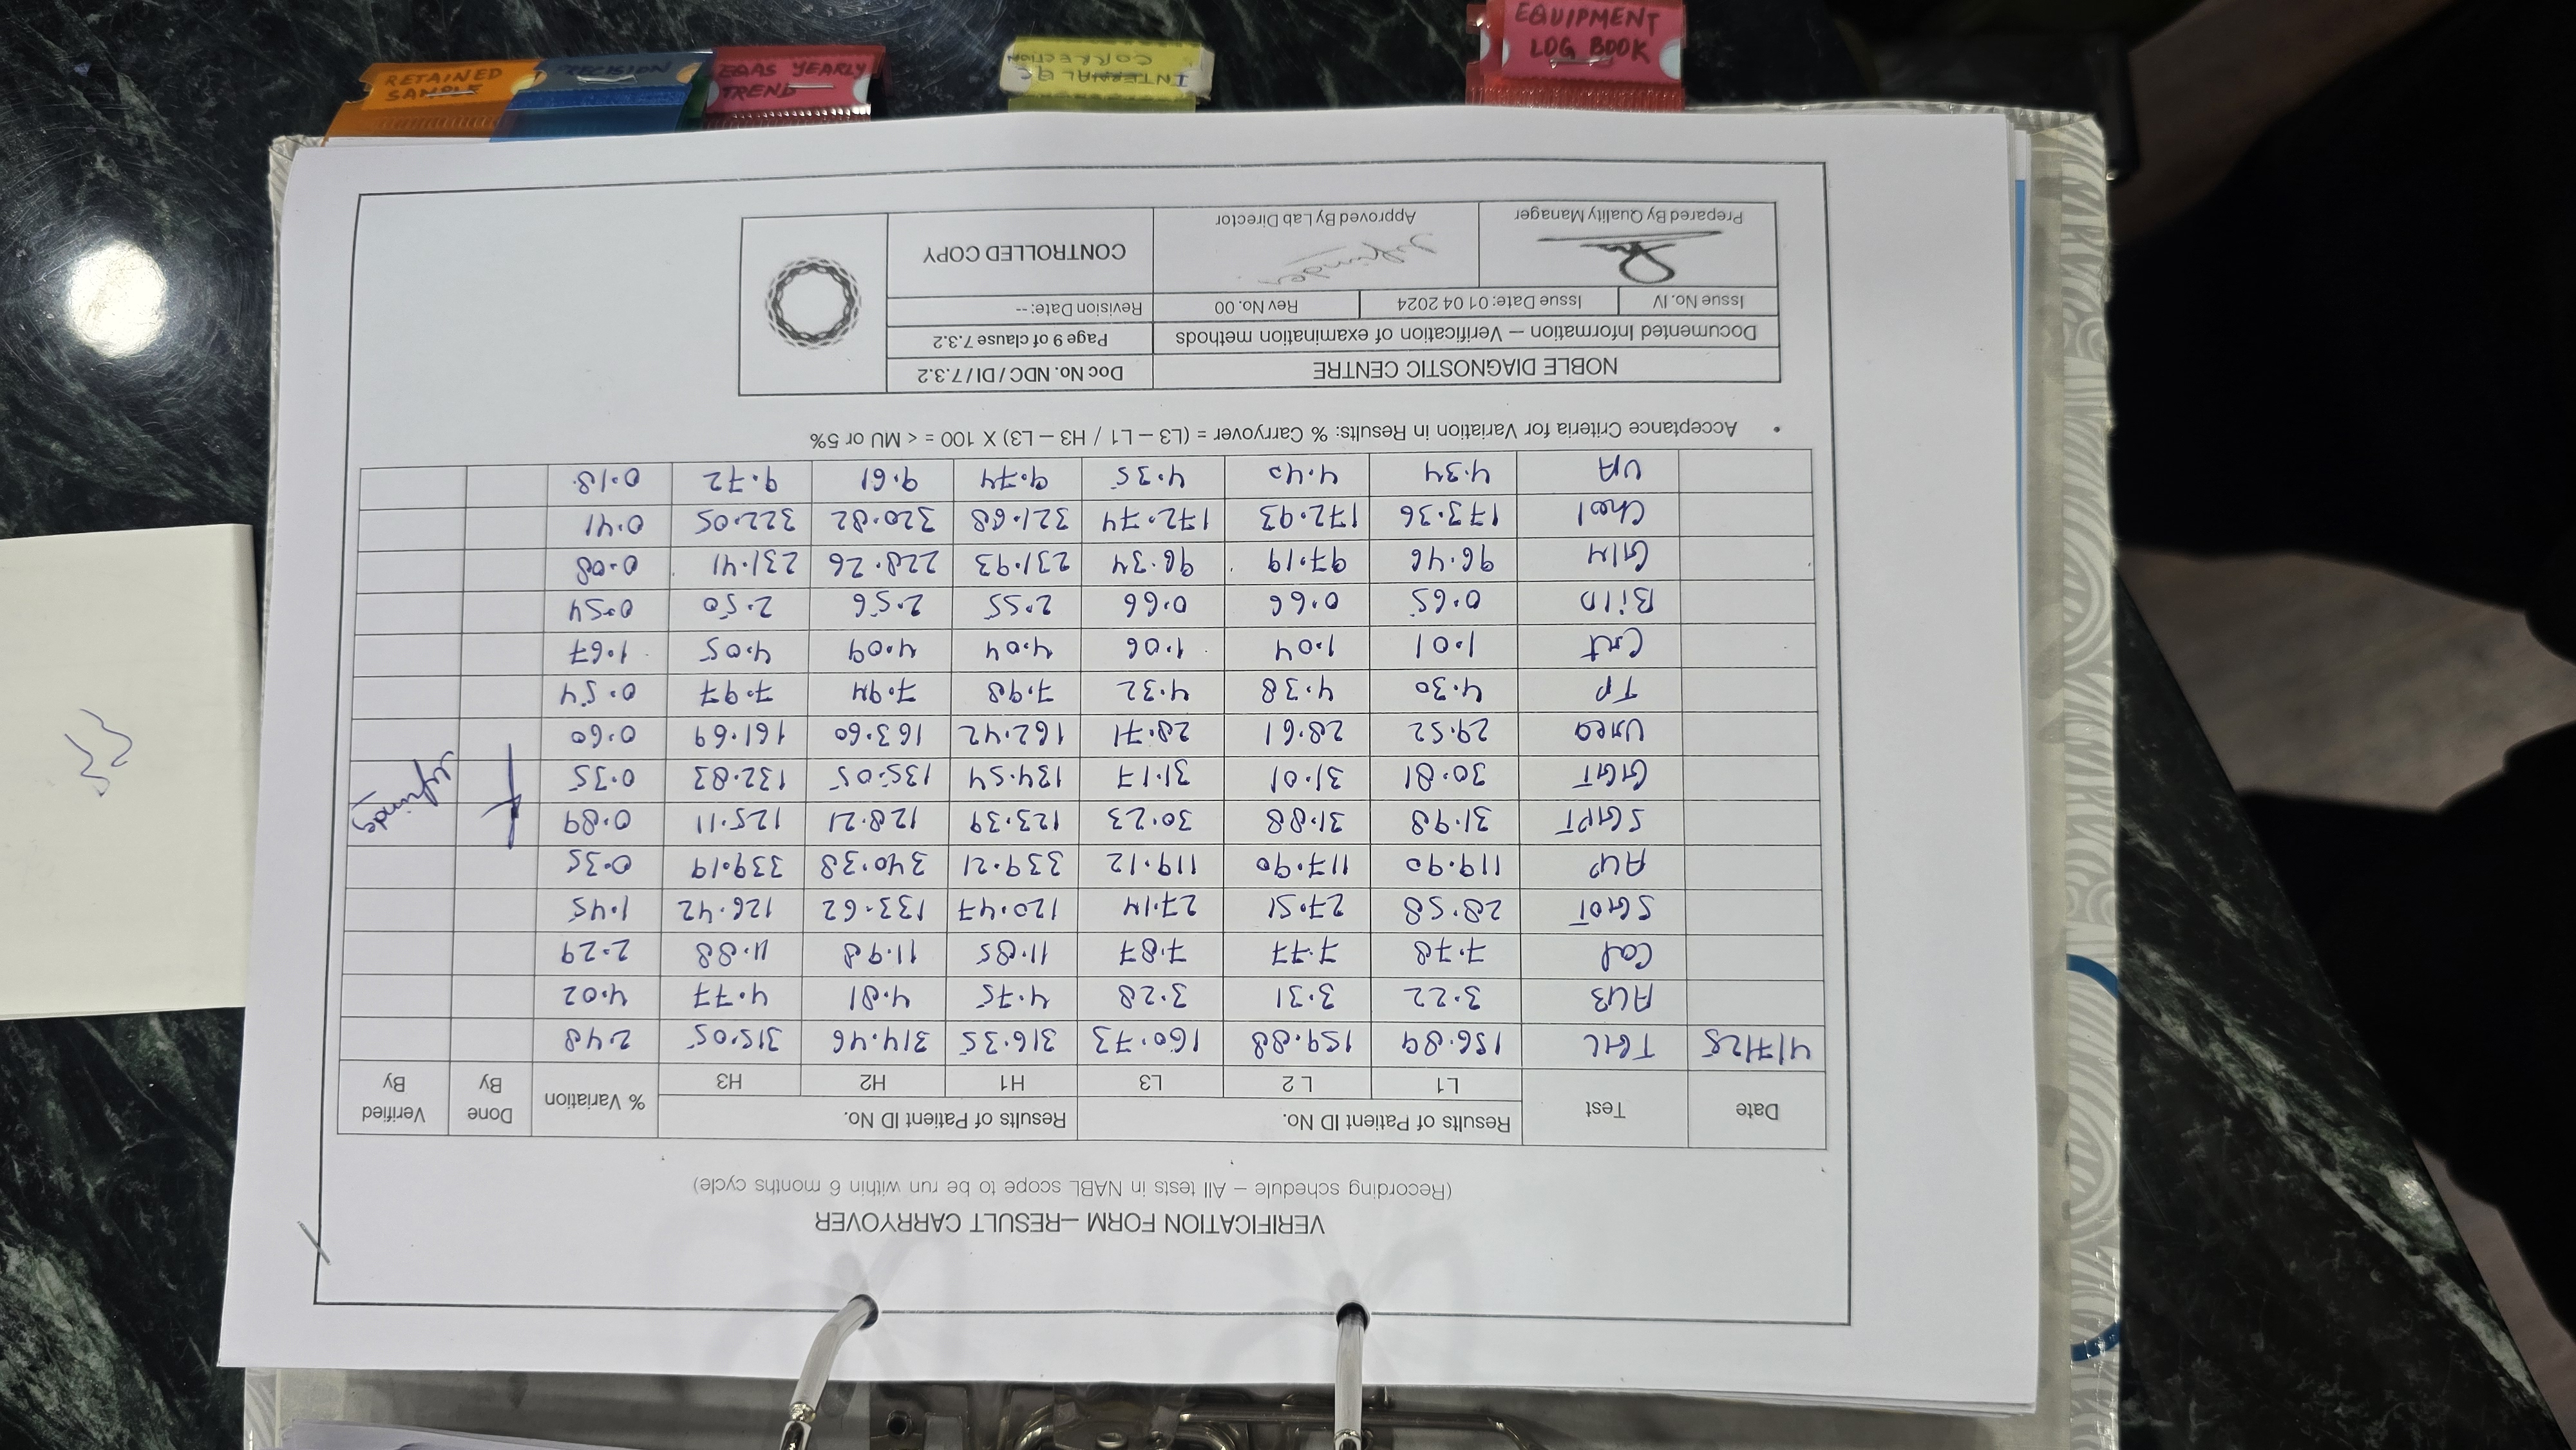 VERIFICATION FORM –RESULT CARRYOVER
(Recording schedule – All tests in NABL scope to be run within 6 months cycle)
Date Test Results of Patient ID No. Results of Patient ID No. % Variation Done By Verified By
L1 L 2 L3 H1 H2 H3
4/7/25 TGL 156.89 159.88 160.73 316.35 314.46 315.05 2.48
ALB 3.22 3.31 3.28 4.75 4.81 4.77 4.02
Cal 7.78 7.77 7.87 11.85 11.98 11.88 2.29
SGOT 28.58 27.51 27.14 120.47 133.62 126.42 1.45
ALP 119.90 117.90 119.12 339.21 340.38 339.19 0.35
SGPT 31.98 31.88 30.23 123.39 128.21 125.11 0.89
GGT 30.81 31.01 31.17 134.54 135.05 132.83 0.35
Urea 29.52 28.61 28.71 162.42 163.60 161.69 0.60
TP 4.30 4.38 4.32 7.98 7.94 7.97 0.54
Crt 1.01 1.04 1.06 4.04 4.09 4.05 1.67
BilD 0.65 0.66 0.66 2.55 2.56 2.50 0.54
Glu 96.46 97.19 96.34 231.93 228.26 231.41 0.08
Chol 173.36 172.93 172.74 321.68 320.82 322.05 0.41
UA 4.34 4.40 4.35 9.74 9.61 9.72 0.18
• Acceptance Criteria for Variation in Results: % Carryover = (L3 – L1 / H3 – L3) X 100 = < MU or 5%
NOBLE DIAGNOSTIC CENTRE Doc No. NDC / DI / 7.3.2
Documented Information – Verification of examination methods Page 9 of clause 7.3.2
Issue No. IV Issue Date: 01 04 2024 Rev No. 00 Revision Date: --
CONTROLLED COPY
Prepared By Quality Manager Approved By Lab Director
RETAINED
SAMPLE
EQAS YEARLY
TREND
INTERNAL QC
CORRECTION
EQUIPMENT
LOG BOOK